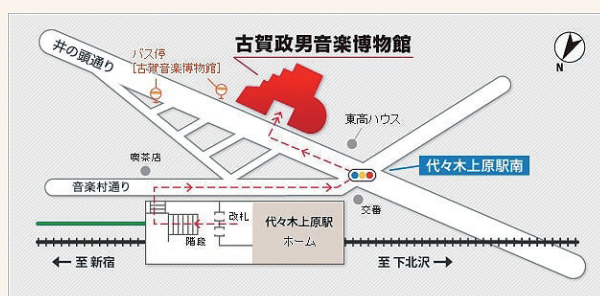 古賀政男音楽博物館
井の頭通り
バス停
[古賀音楽博物館]
N
東高ハウス
喫茶店
代々木上原駅南
音楽村通り
交番
改札
階段
代々木上原駅
ホーム
← 至 新宿
至 下北沢 →